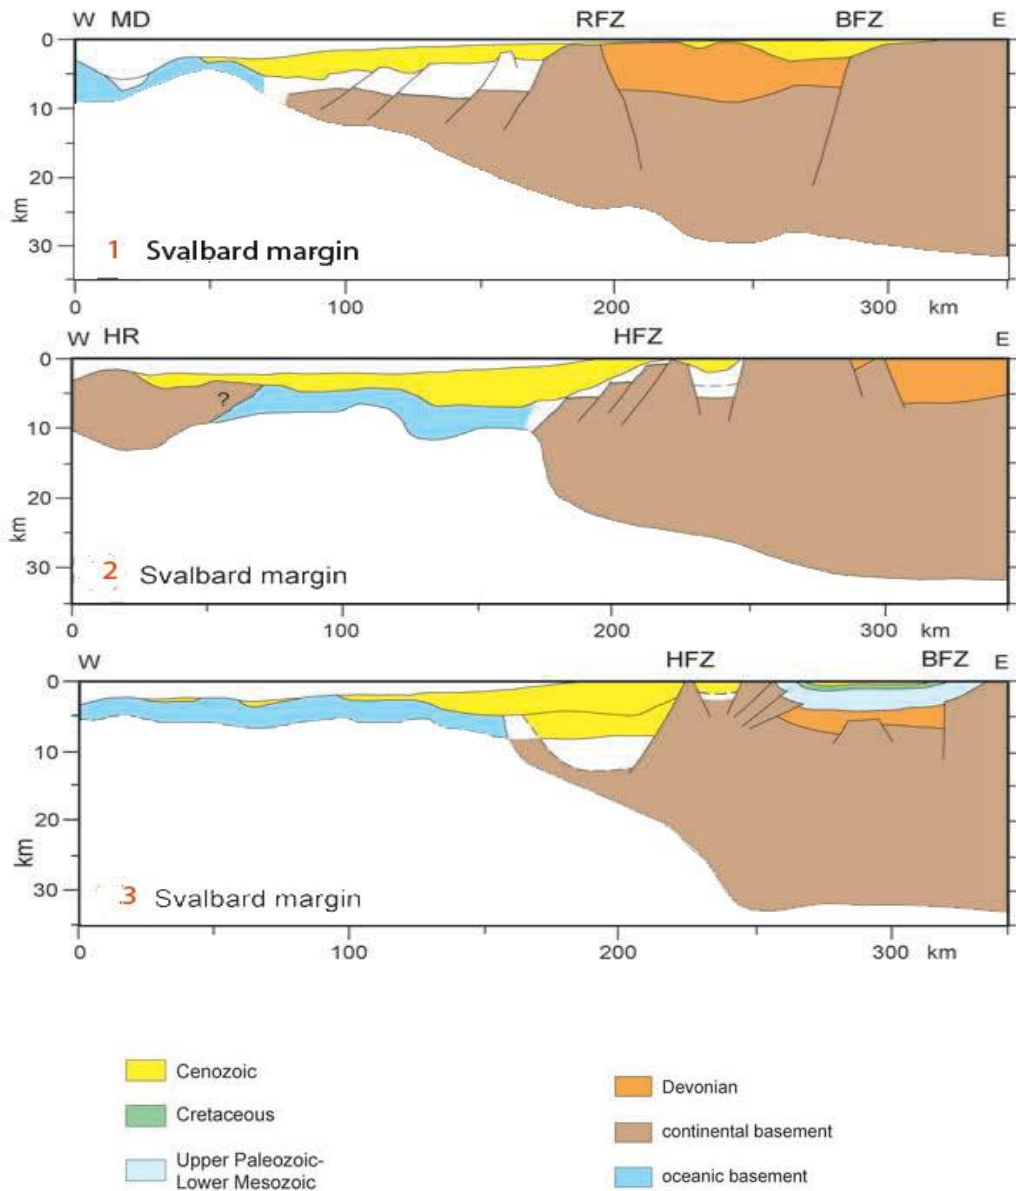 W MD RFZ BFZ E
0
10
20
30
km
1 Svalbard margin
0 100 200 300 km
W HR HFZ E
0
10
20
30
km
?
2 Svalbard margin
0 100 200 300 km
W HFZ BFZ E
0
10
20
30
km
3 Svalbard margin
0 100 200 300 km
Cenozoic
Cretaceous
Upper Paleozoic-
Lower Mesozoic
Devonian
continental basement
oceanic basement